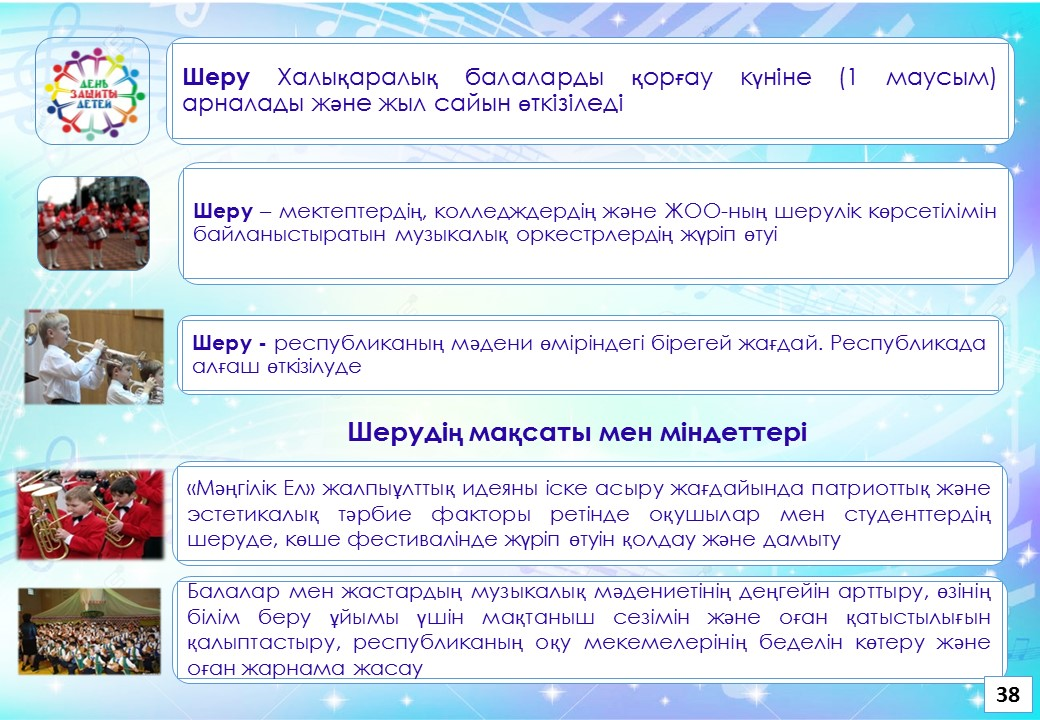 ДЕНЬ
ЗАЩИТЫ
ДЕТЕЙ
Шеру Халықаралық балаларды қорғау күніне (1 маусым)
арналады және жыл сайын өткізіледі
Шеру – мектептердің, колледждердің және ЖОО-ның шерулік көрсетілімін
байланыстыратын музыкалық оркестрлердің жүріп өтуі
Шеру - республиканың мәдени өміріндегі бірегей жағдай. Республикада
алғаш өткізілуде
Шерудің мақсаты мен міндеттері
«Мәңгілік Ел» жалпыұлттық идеяны іске асыру жағдайында патриоттық және
эстетикалық тәрбие факторы ретінде оқушылар мен студенттердің
шеруде, көше фестивалінде жүріп өтуін қолдау және дамыту
Балалар мен жастардың музыкалық мәдениетінің деңгейін арттыру, өзінің
білім беру ұйымы үшін мақтаныш сезімін және оған қатыстылығын
қалыптастыру, республиканың оқу мекемелерінің беделін көтеру және
оған жарнама жасау
38